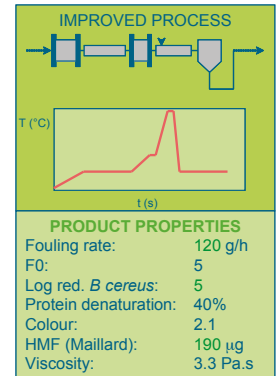 IMPROVED PROCESS
T (°C)
t (s)
PRODUCT PROPERTIES
Fouling rate: 120 g/h
F0: 5
Log red. B cereus: 5
Protein denaturation: 40%
Colour: 2.1
HMF (Maillard): 190 µg
Viscosity: 3.3 Pa.s